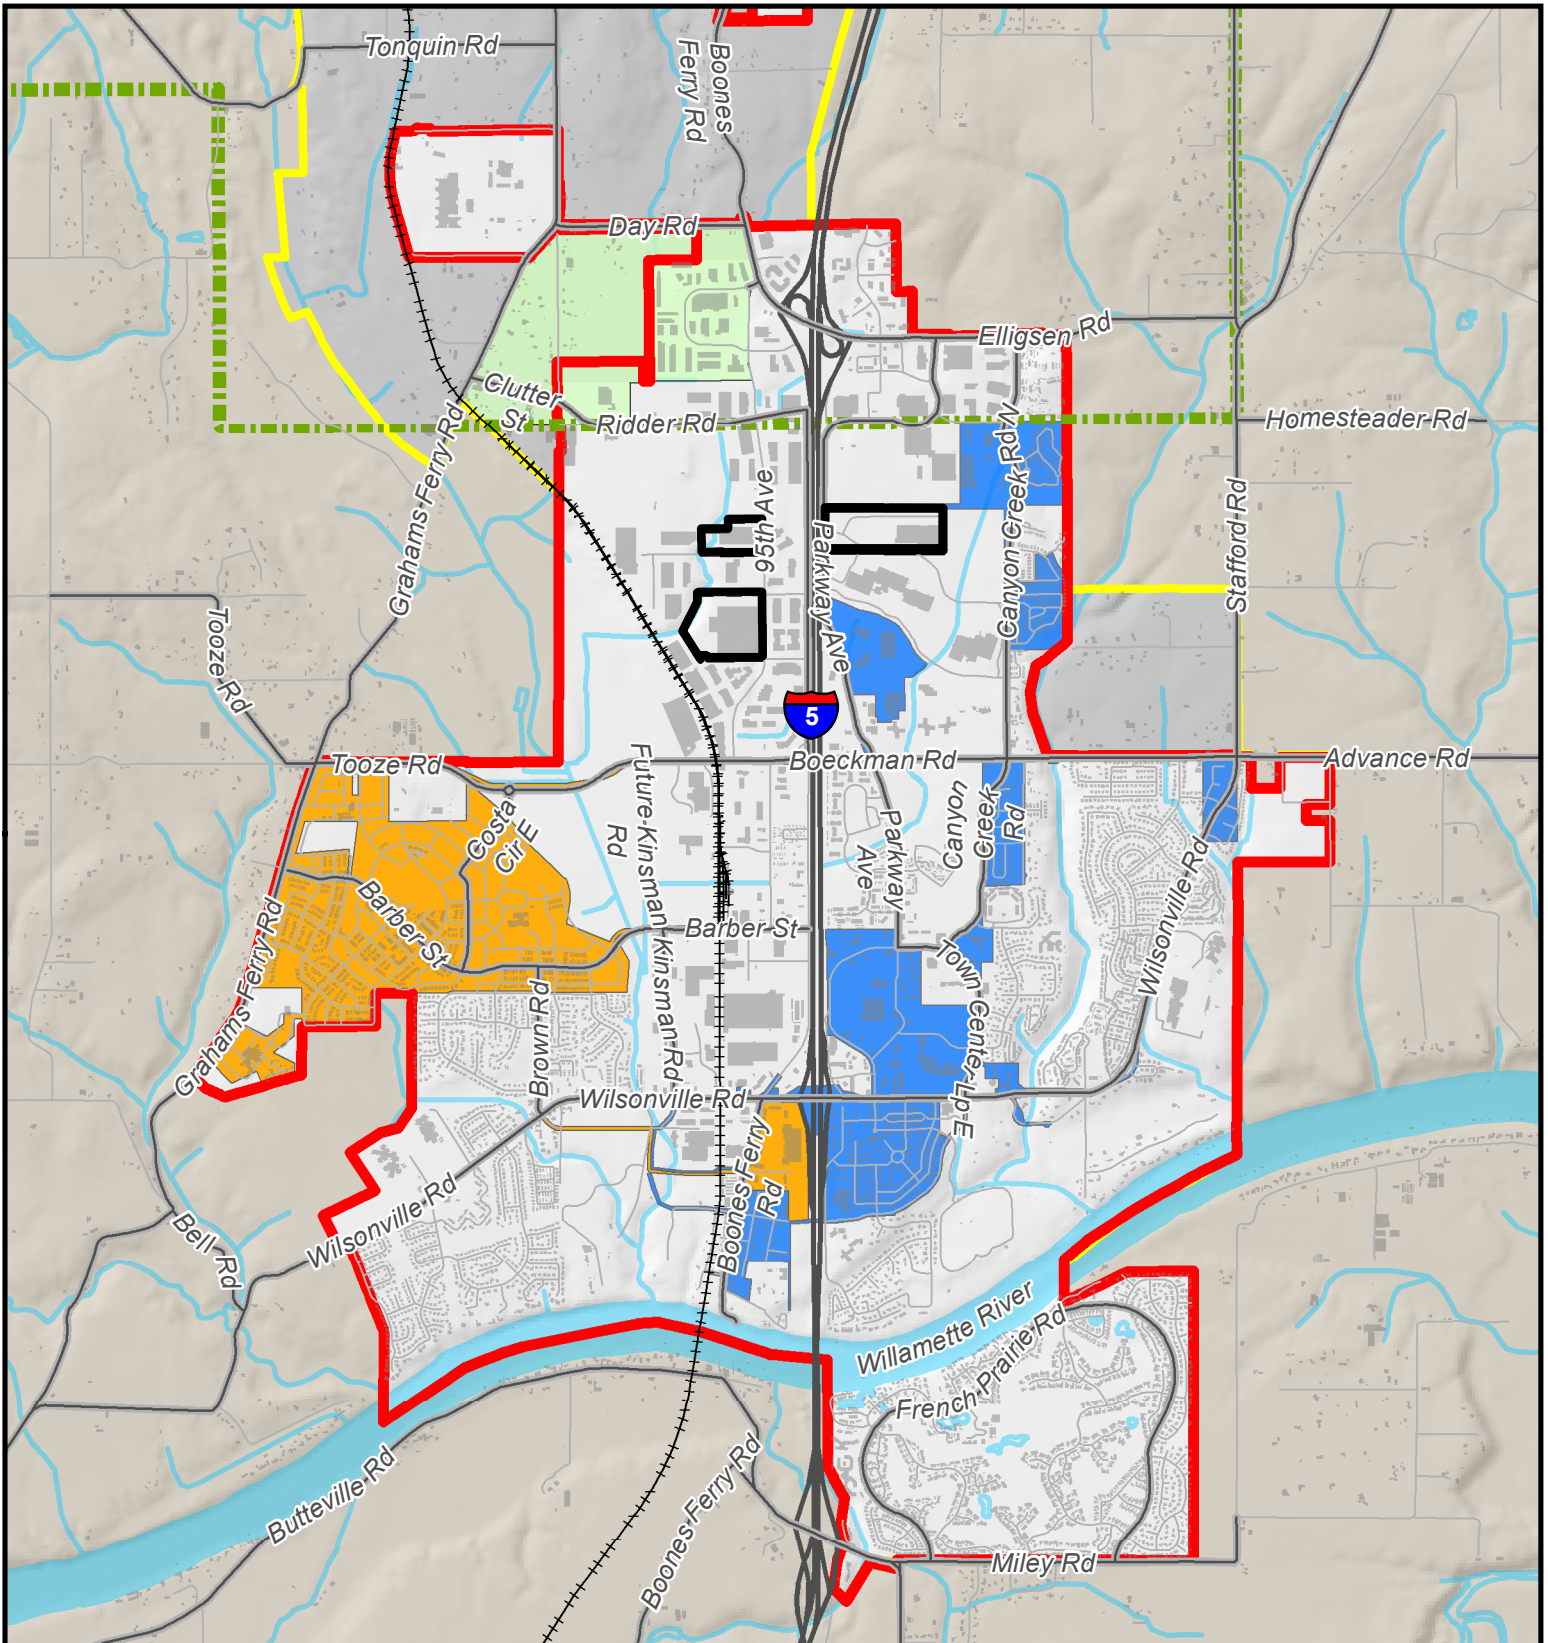 Tonquin Rd
Boones
Ferry Rd
Day Rd
Elligsen Rd
Clutter
St
Ridder Rd
Homesteader Rd
Grahams Ferry Rd
95th Ave
Parkway Ave
Canyon Creek Rd N
Stafford Rd
Tooze Rd
5
Tooze Rd
Boeckman Rd
Advance Rd
Costa
Cir E
Future-Kinsman
Rd
Parkway
Ave
Canyon
Creek
Rd
Barber St
Barber St
Grahams Ferry Rd
Kinsman Rd
Kinsman Rd
Town Center Lp E
Wilsonville Rd
Brown Rd
Wilsonville Rd
Boones Ferry
Rd
Wilsonville Rd
Bell Rd
Willamette River
French Prairie Rd
Butteville Rd
Boones Ferry Rd
Miley Rd